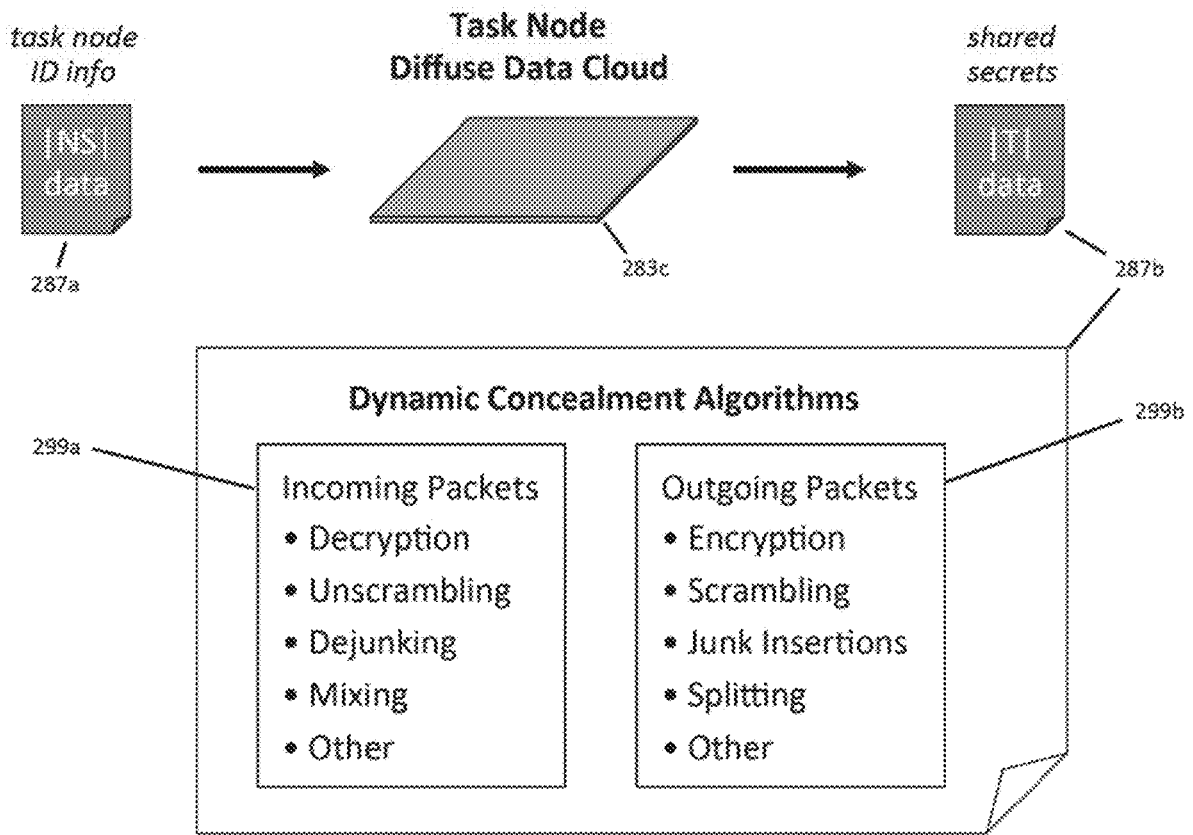 task node
ID info
Task Node
Diffuse Data Cloud
shared
secrets
|NS|
data
|T|
data
287a
283c
287b
Dynamic Concealment Algorithms
299a
299b
Incoming Packets
• Decryption
• Unscrambling
• Dejunking
• Mixing
• Other
Outgoing Packets
• Encryption
• Scrambling
• Junk Insertions
• Splitting
• Other